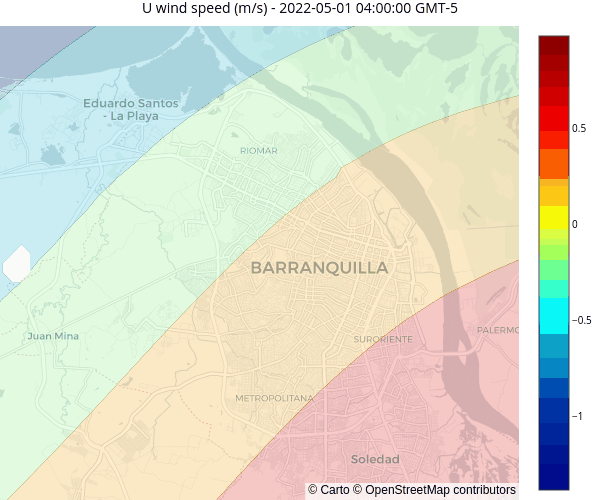 U wind speed (m/s) - 2022-05-01 04:00:00 GMT-5
Eduardo Santos
- La Playa
RIOMAR
0.5
0
BARRANQUILLA
−0.5
Juan Mina
SURORIENTE
PALERMO
METROPOLITANA
−1
Soledad
© Carto © OpenStreetMap contributors